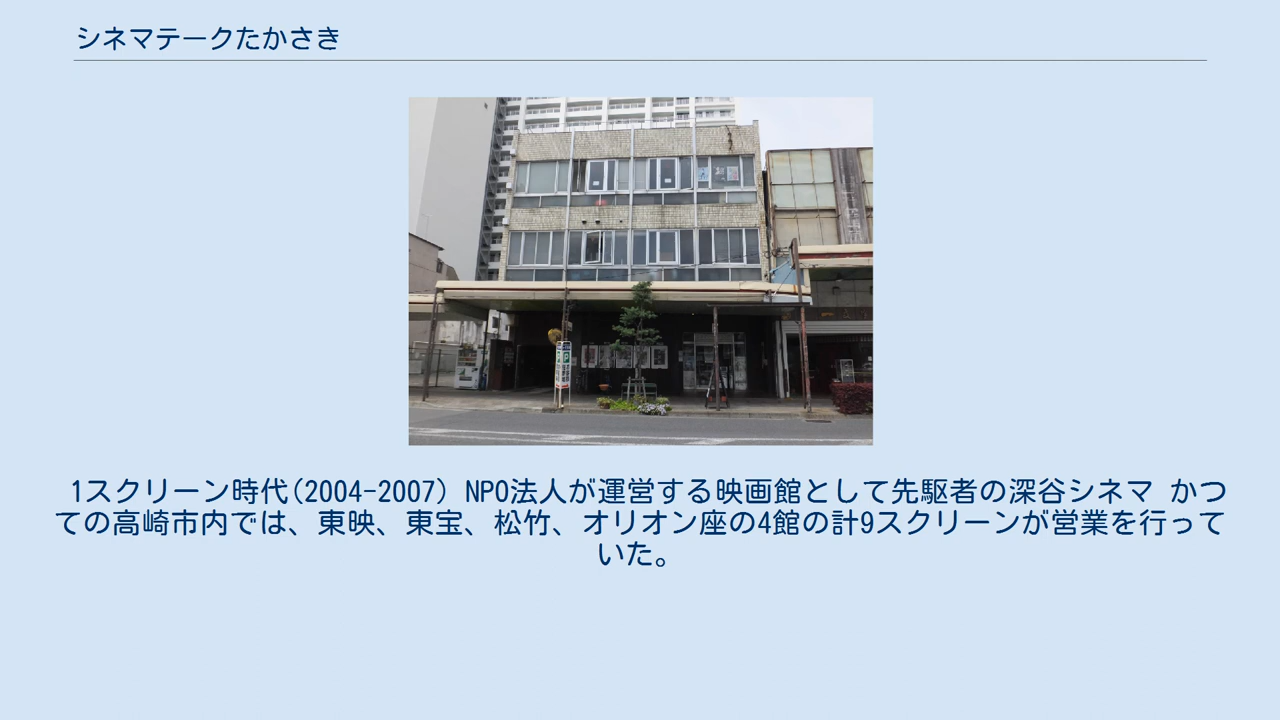 シネマテークたかさき
1スクリーン時代(2004-2007) NPO法人が運営する映画館として先駆者の深谷シネマ かつ
ての高崎市内では、東映、東宝、松竹、オリオン座の4館の計9スクリーンが営業を行って
いた。